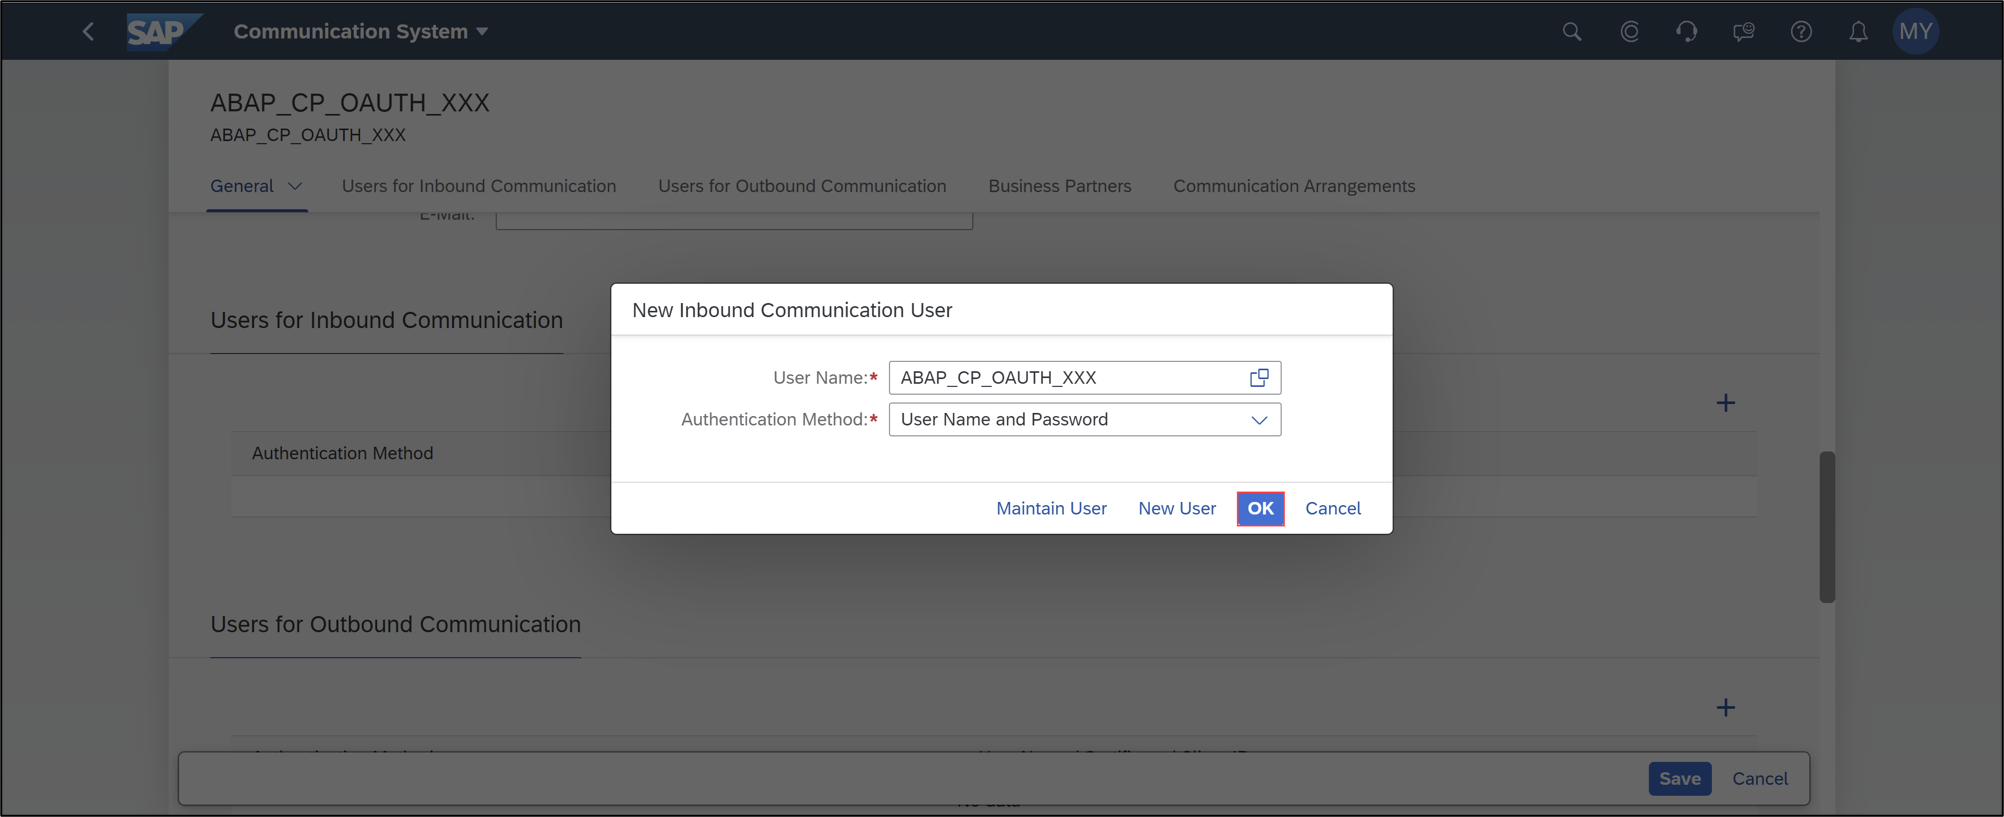 SAP Communication System
MY
ABAP_CP_OAUTH_XXX
ABAP_CP_OAUTH_XXX
General Users for Inbound Communication Users for Outbound Communication Business Partners Communication Arrangements
E-Mail:
Users for Inbound Communication
Authentication Method
New Inbound Communication User
User Name:* ABAP_CP_OAUTH_XXX
Authentication Method:* User Name and Password
Maintain User New User OK Cancel
Users for Outbound Communication
Save Cancel
No data